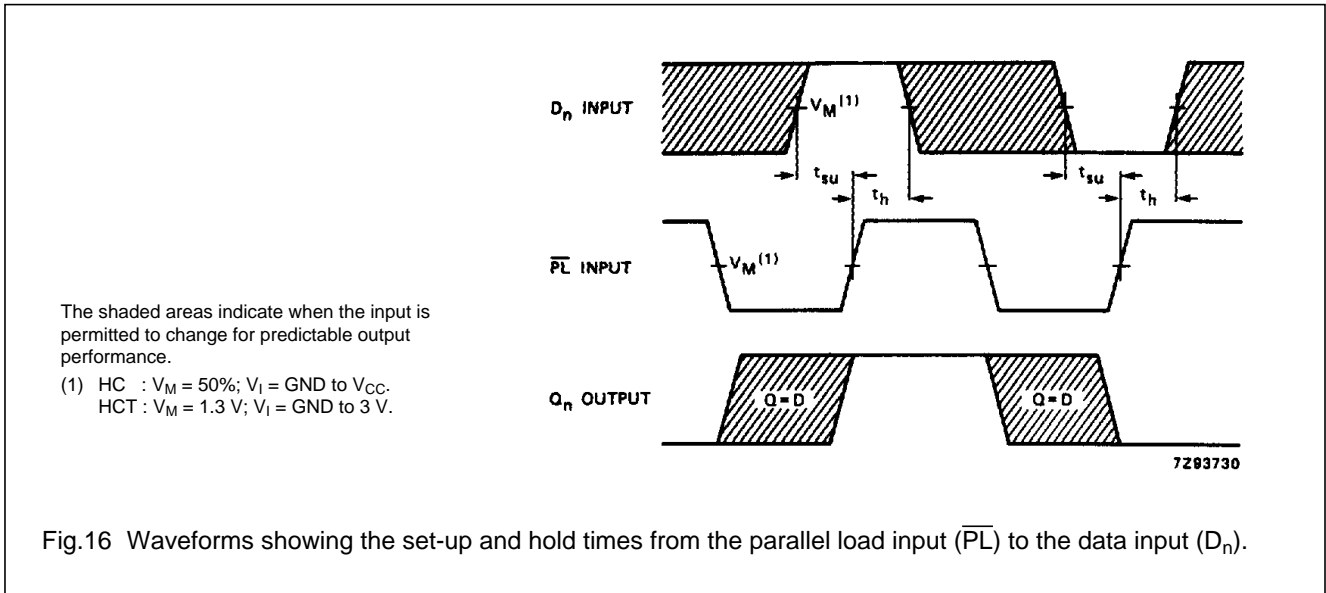 Dn INPUT
VM(1)
tsu
th
tsu
th
PL INPUT
VM(1)
The shaded areas indicate when the input is
permitted to change for predictable output
performance.
(1) HC : VM = 50%; VI = GND to VCC.
HCT : VM = 1.3 V; VI = GND to 3 V.
Qn OUTPUT
Q = D
Q = D
7Z93730
Fig.16 Waveforms showing the set-up and hold times from the parallel load input (PL) to the data input (Dn).